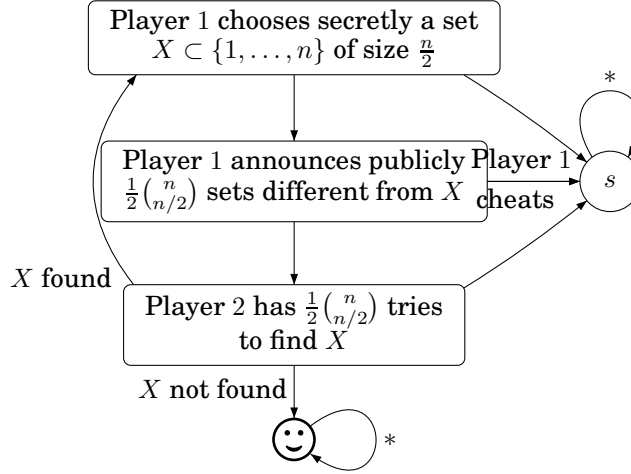 Player 1 chooses secretly a set
X ⊂ {1, . . . , n} of size n/2
*
Player 1 announces publicly
½(n choose n/2) sets different from X
Player 1
cheats
s
X found
Player 2 has ½(n choose n/2) tries
to find X
X not found
*